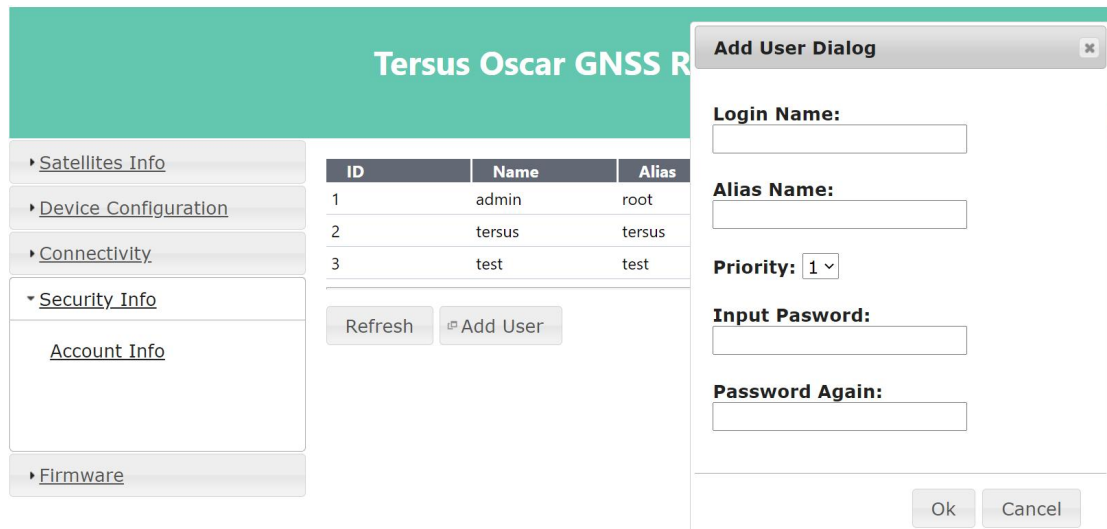 Tersus Oscar GNSS R
Satellites Info
Device Configuration
Connectivity
Security Info
Account Info
Firmware
ID Name Alias
1 admin root
2 tersus tersus
3 test test
Refresh Add User
Add User Dialog
Login Name:
Alias Name:
Priority: 1
Input Pasword:
Password Again:
Ok Cancel